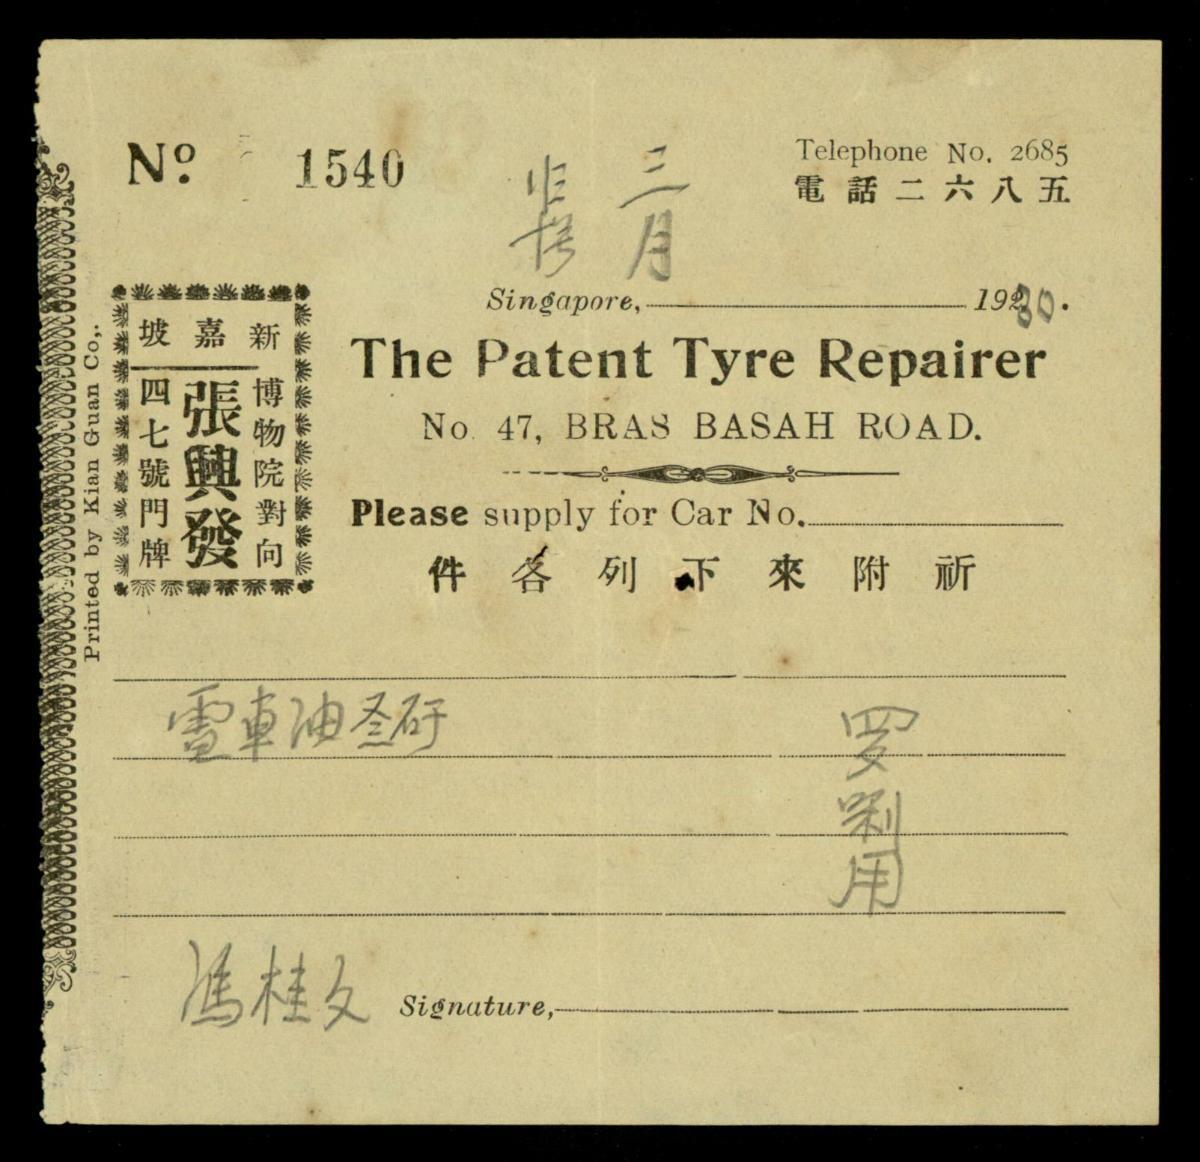 No. 1540
Telephone No. 2685
電話二六八五
三月
Singapore, 1930.
新嘉坡
博物院對向
張興發
四七號門牌
The Patent Tyre Repairer
No. 47, BRAS BASAH ROAD.
Please supply for Car No.
祈附來下列各件
電車油
用
馮桂文 Signature,
Printed by Kian Guan Co,.